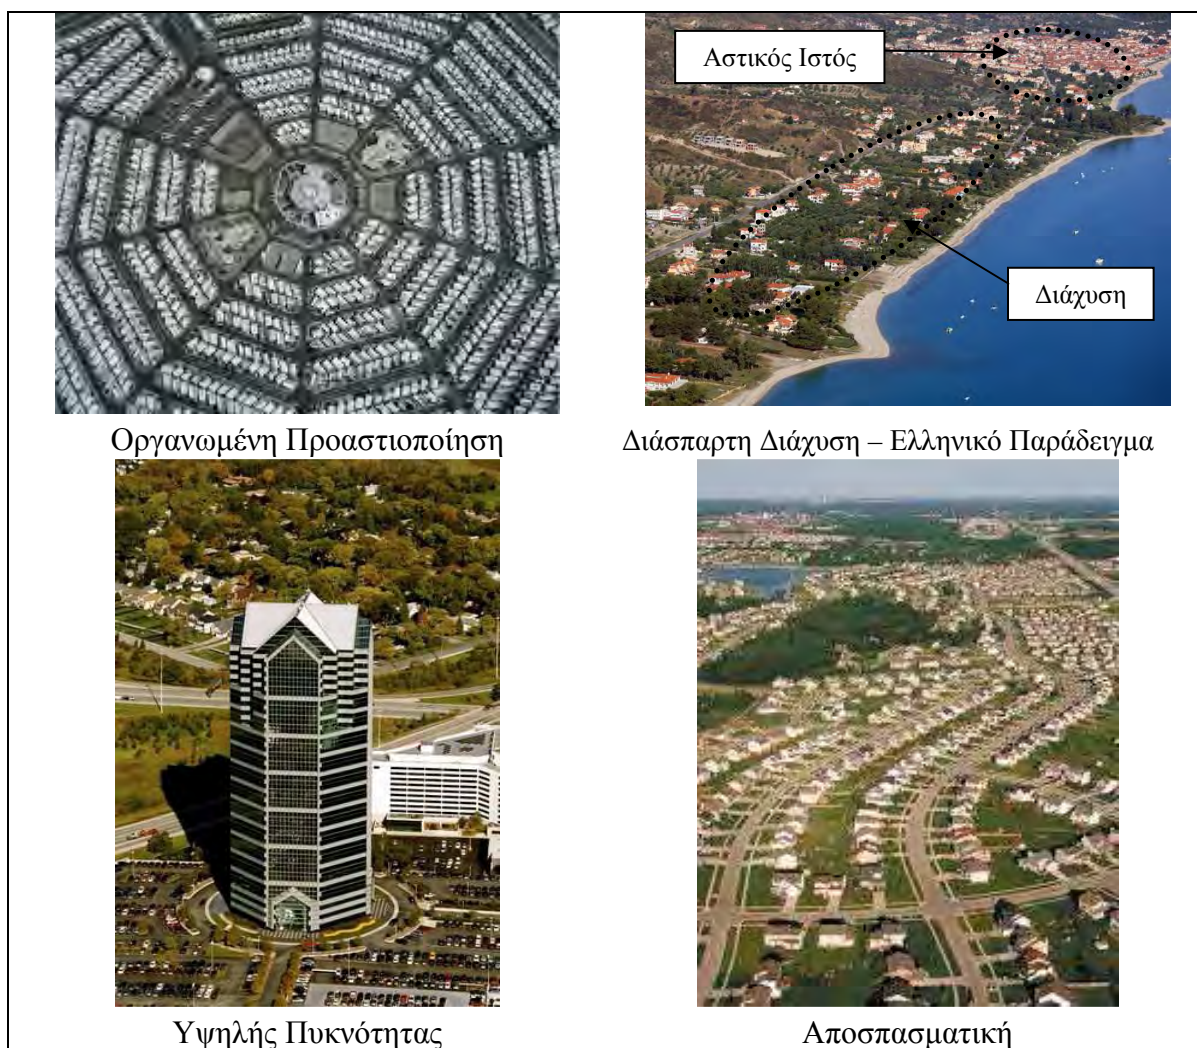 Αστικός Ιστός
Διάχυση
Οργανωμένη Προαστιοποίηση
Διάσπαρτη Διάχυση – Ελληνικό Παράδειγμα
Υψηλής Πυκνότητας
Αποσπασματική